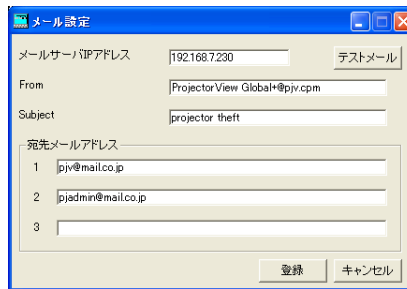 メール設定
メールサーバIPアドレス 192.168.7.230 テストメール
From ProjectorView Global+@pjv.cpm
Subject projector theft
宛先メールアドレス
1 pjv@mail.co.jp
2 pjadmin@mail.co.jp
3
登録 キャンセル